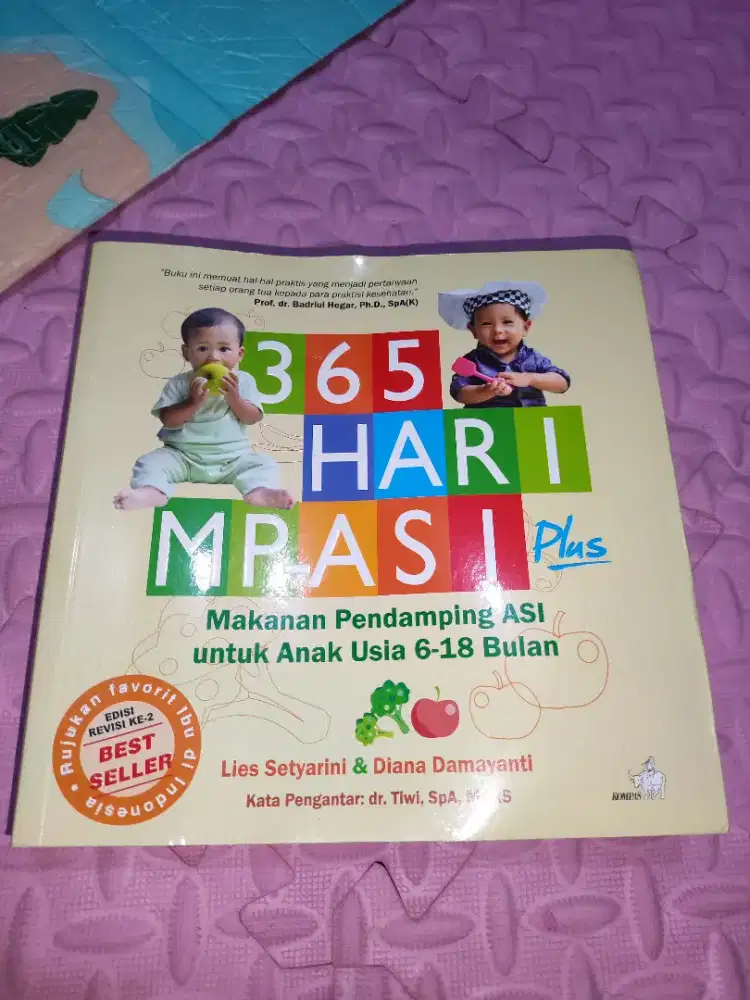 "Buku ini memuat hal-hal praktis yang menjadi pertanyaan
setiap orang tua kepada para praktisi kesehatan."
Prof. dr. Badriul Hegar, Ph.D., SpA(K)
365
HARI
MP-ASI Plus
Makanan Pendamping ASI
untuk Anak Usia 6-18 Bulan
Rujukan favorit Ibu di Indonesia
EDISI
REVISI KE-2
BEST
SELLER
Lies Setyarini & Diana Damayanti
Kata Pengantar: dr. Tiwi, SpA,
KOMPAS